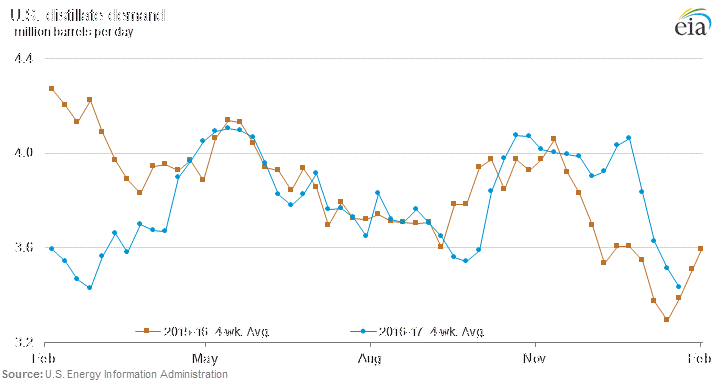 U.S. distillate demand
million barrels per day
eia
4.4
4.0
3.6
3.2
2015-16 4-wk. Avg.
2016-17 4-wk. Avg.
Feb May Aug Nov Feb
Source: U.S. Energy Information Administration